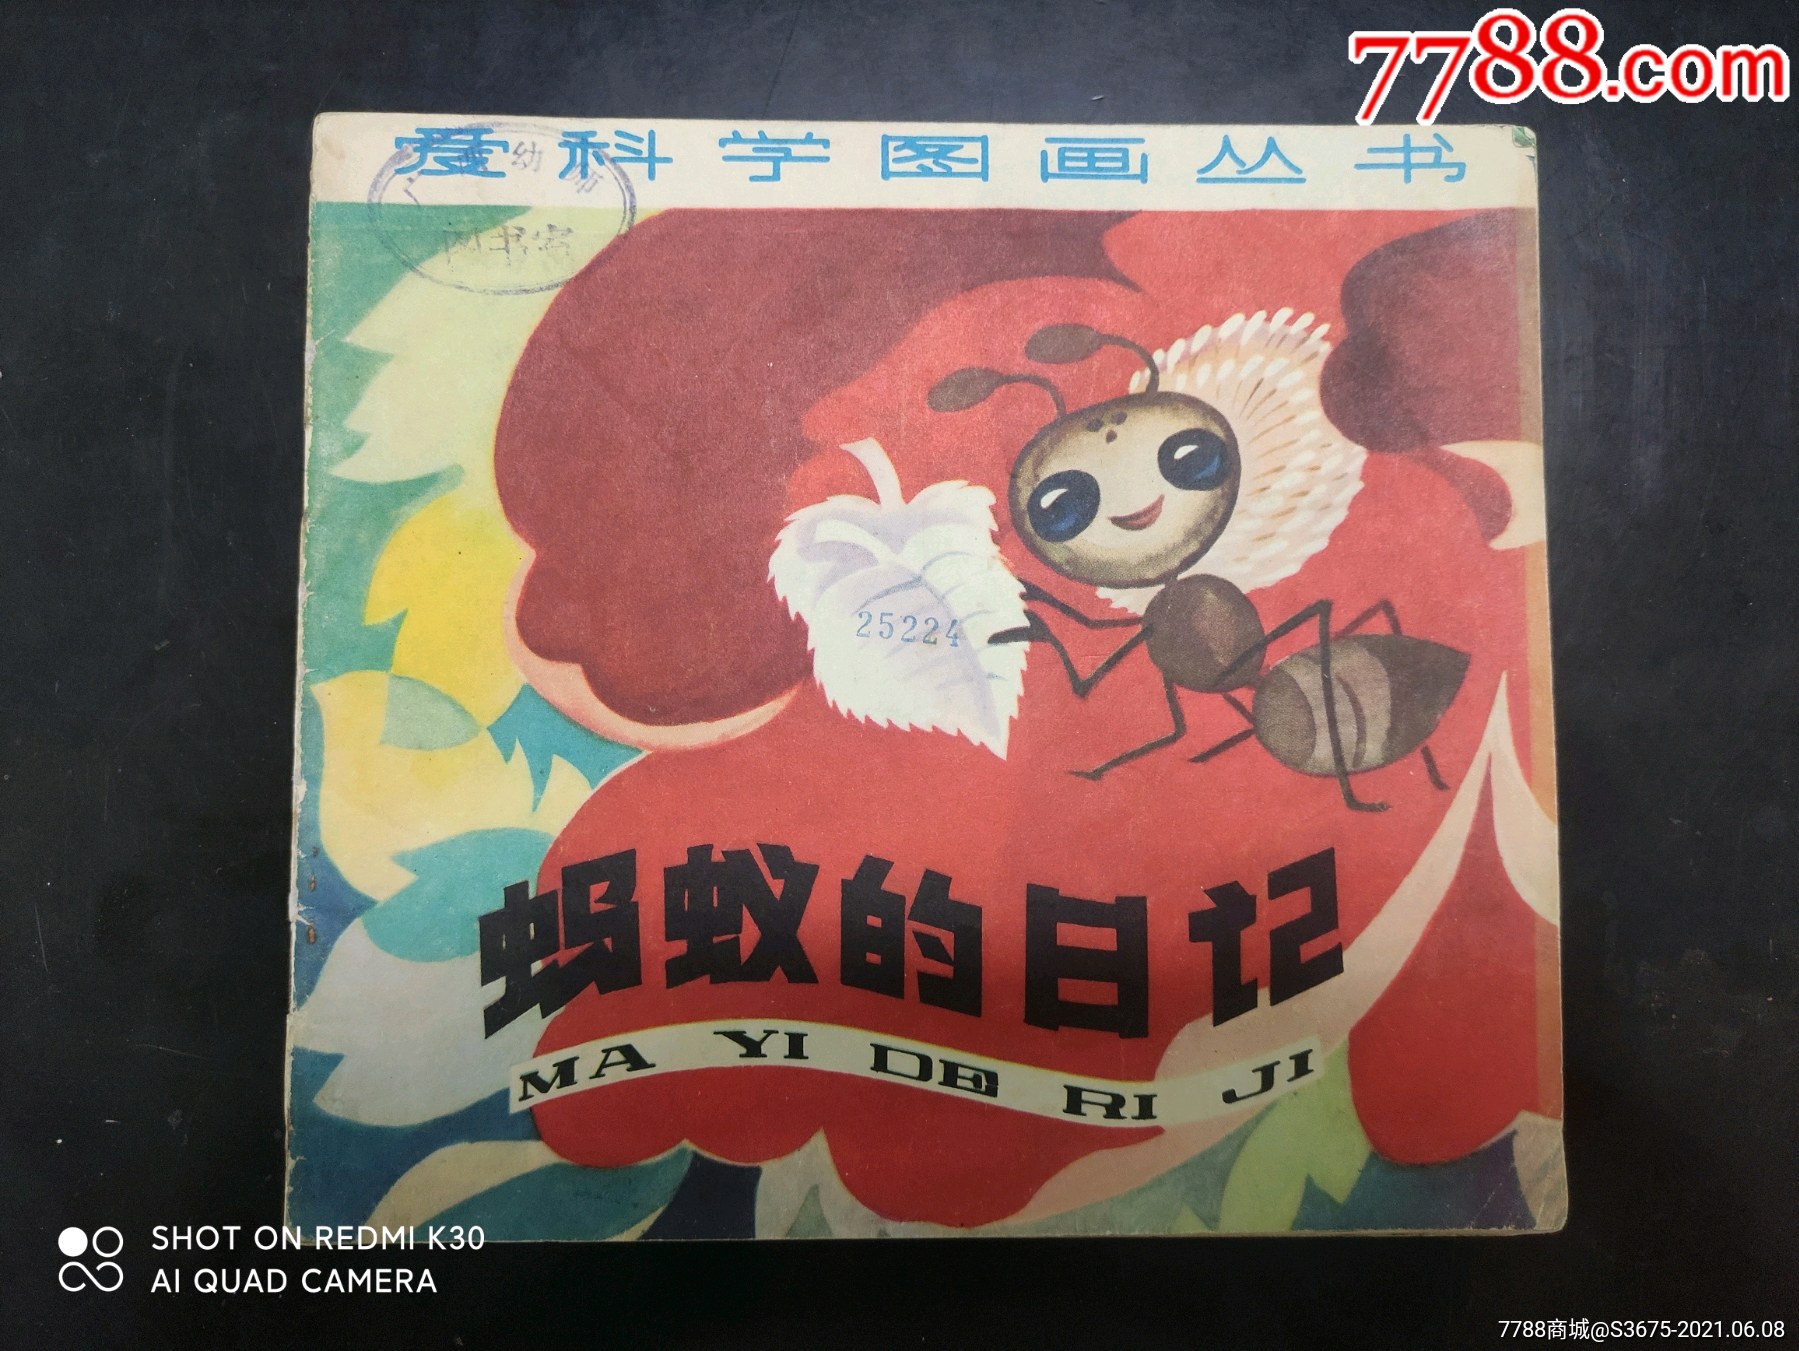 7788.com
爱科学图画丛书
幼师
图书室
25224
蚂蚁的日记
MA YI DE RI JI
SHOT ON REDMI K30
AI QUAD CAMERA
7788商城@S3675-2021.06.08